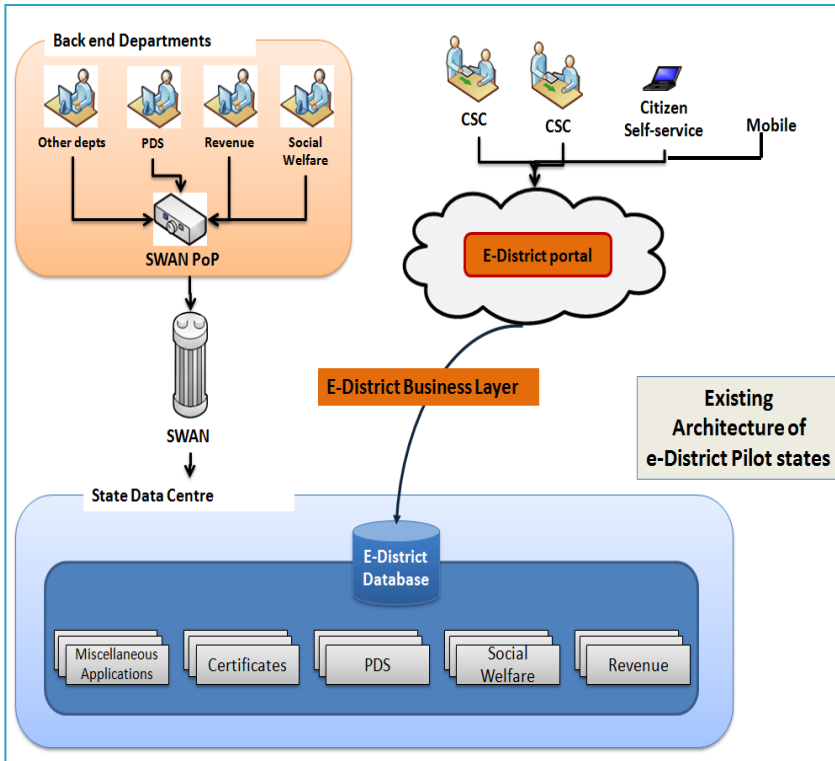 Back end Departments
Other depts
PDS
Revenue
Social
Welfare
SWAN PoP
SWAN
CSC
CSC
Citizen
Self-service
Mobile
E-District portal
E-District Business Layer
Existing
Architecture of
e-District Pilot states
State Data Centre
E-District
Database
Miscellaneous
Applications
Certificates
PDS
Social
Welfare
Revenue